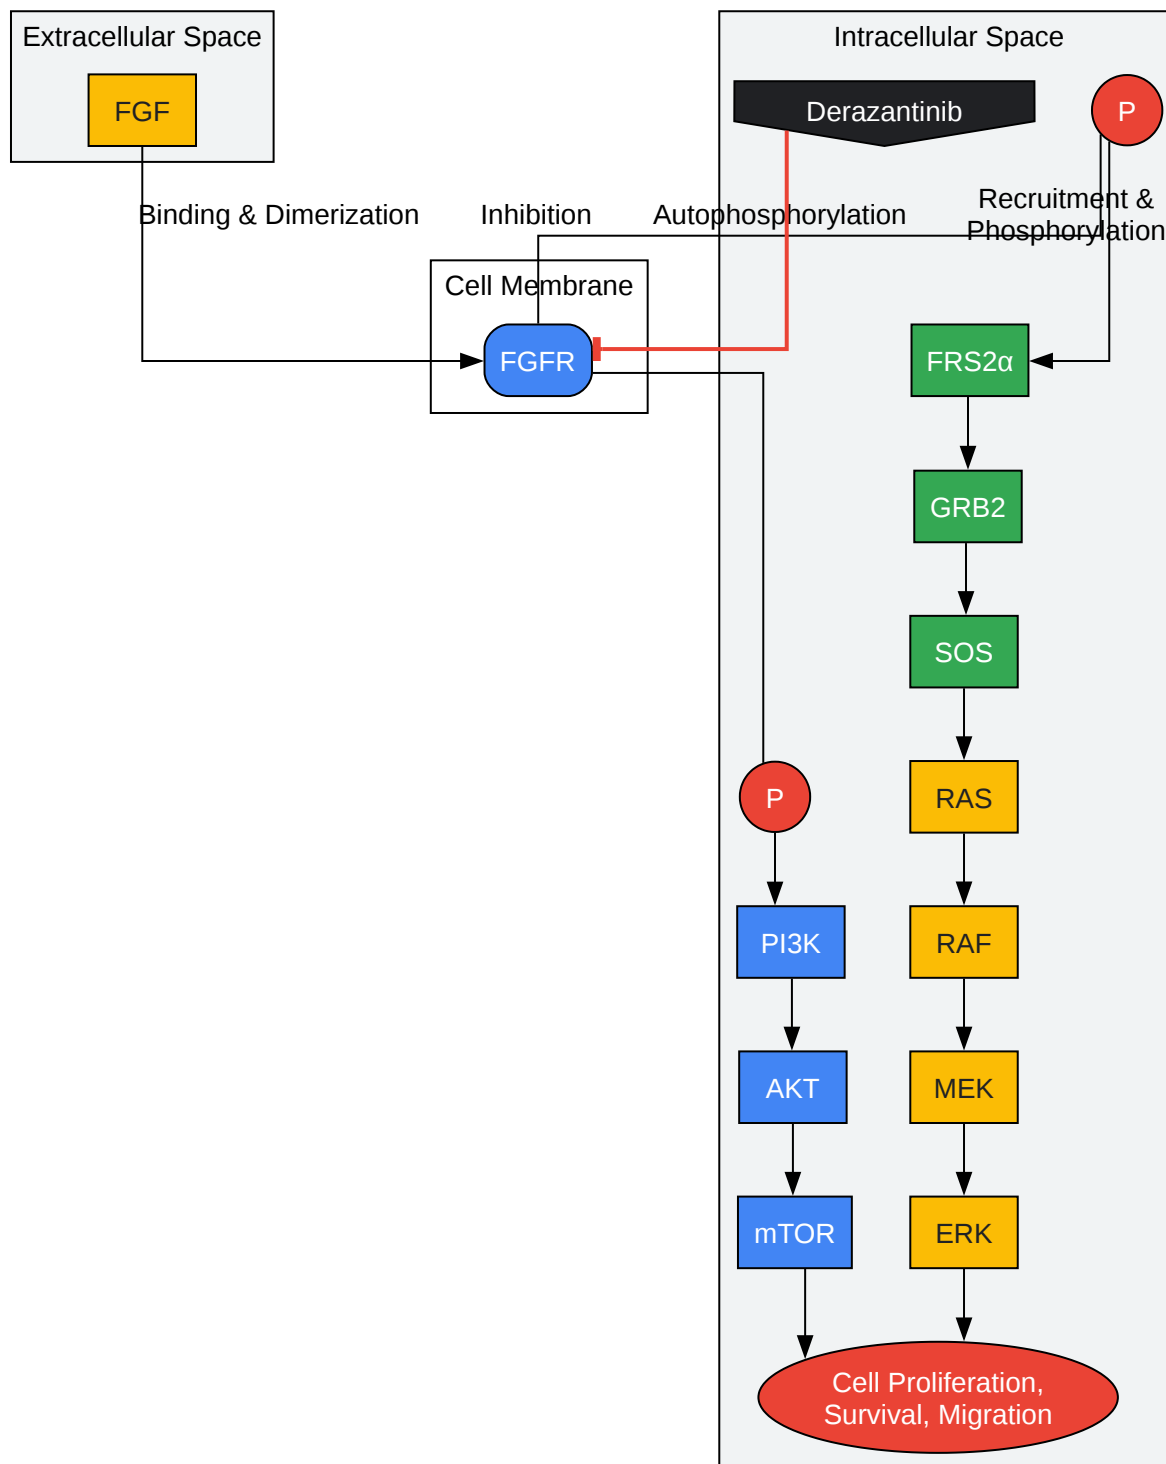 Extracellular Space
Intracellular Space
FGF
Derazantinib
P
Binding & Dimerization
Inhibition
Autophosphorylation
Recruitment &
Phosphorylation
Cell Membrane
FGFR
FRS2α
GRB2
SOS
P
RAS
PI3K
RAF
AKT
MEK
mTOR
ERK
Cell Proliferation,
Survival, Migration